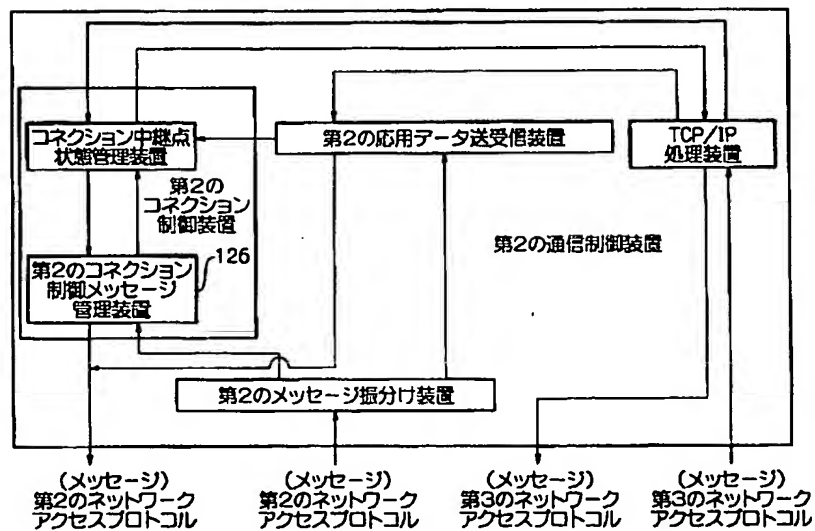 コネクション中継点
状態管理装置
第2の応用データ送受信装置
TCP/IP
処理装置
第2の
コネクション
制御装置
第2の通信制御装置
第2のコネクション
制御メッセージ
管理装置
126
第2のメッセージ振分け装置
(メッセージ)
第2のネットワーク
アクセスプロトコル
(メッセージ)
第2のネットワーク
アクセスプロトコル
(メッセージ)
第3のネットワーク
アクセスプロトコル
(メッセージ)
第3のネットワーク
アクセスプロトコル